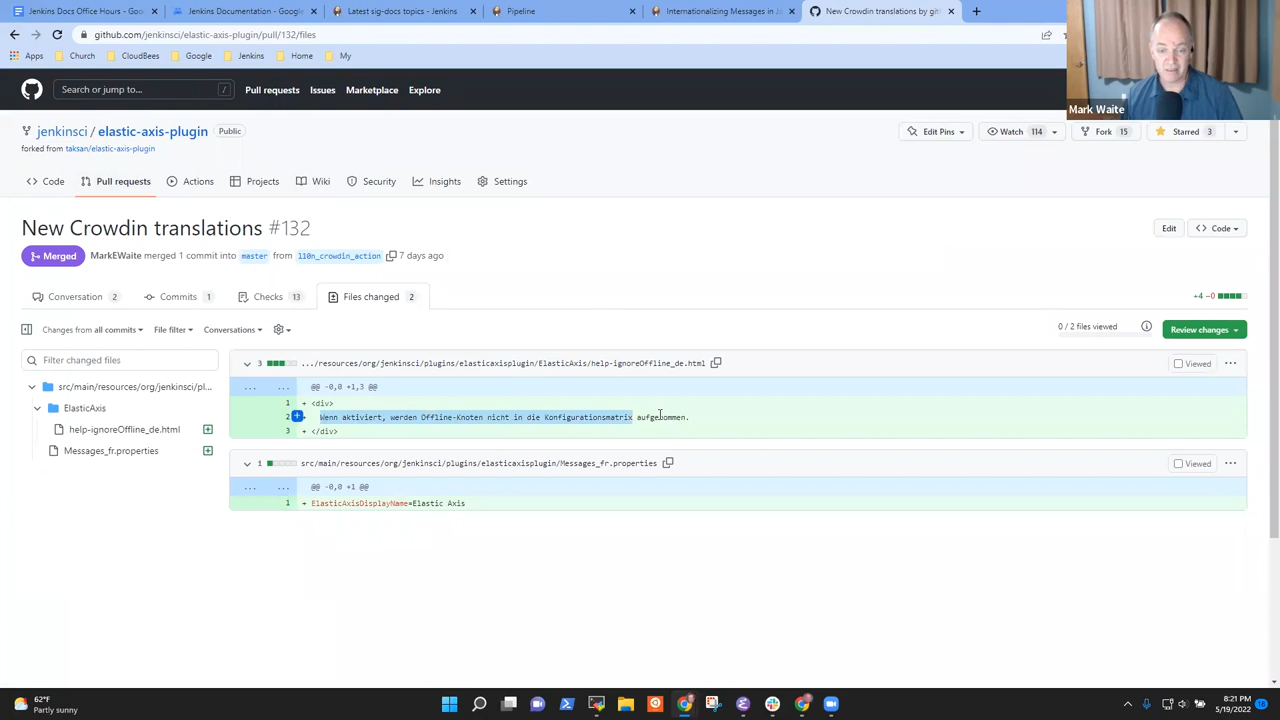 Jenkins Docs Office Hours - Goo
Jenkins Documentation - Google
Latest sig-docs topics - Jenkins
Pipeline
Internationalizing Messages in Ja
New Crowdin translations by git
github.com/jenkinsci/elastic-axis-plugin/pull/132/files
Apps
Church
CloudBees
Google
Jenkins
Home
My
Mark Waite
Search or jump to...
/
Pull requests
Issues
Marketplace
Explore
jenkinsci / elastic-axis-plugin
Public
forked from taksan/elastic-axis-plugin
Edit Pins
Watch 114
Fork 15
Starred 3
Code
Pull requests
Actions
Projects
Wiki
Security
Insights
Settings
New Crowdin translations #132
Edit
Code
Merged
MarkEWaite merged 1 commit into master from l10n_crowdin_action 7 days ago
Conversation 2
Commits 1
Checks 13
Files changed 2
+4 −0
Changes from all commits
File filter
Conversations
0 / 2 files viewed
Review changes
Filter changed files
src/main/resources/org/jenkinsci/pl...
ElasticAxis
help-ignoreOffline_de.html
Messages_fr.properties
3 .../resources/org/jenkinsci/plugins/elasticaxisplugin/ElasticAxis/help-ignoreOffline_de.html
Viewed
... ... @@ -0,0 +1,3 @@
1 + <div>
2 Wenn aktiviert, werden Offline-Knoten nicht in die Konfigurationsmatrix aufgenommen.
3 + </div>
1 src/main/resources/org/jenkinsci/plugins/elasticaxisplugin/Messages_fr.properties
Viewed
... ... @@ -0,0 +1 @@
1 + ElasticAxisDisplayName=Elastic Axis
62°F
Partly sunny
8:21 PM
5/19/2022